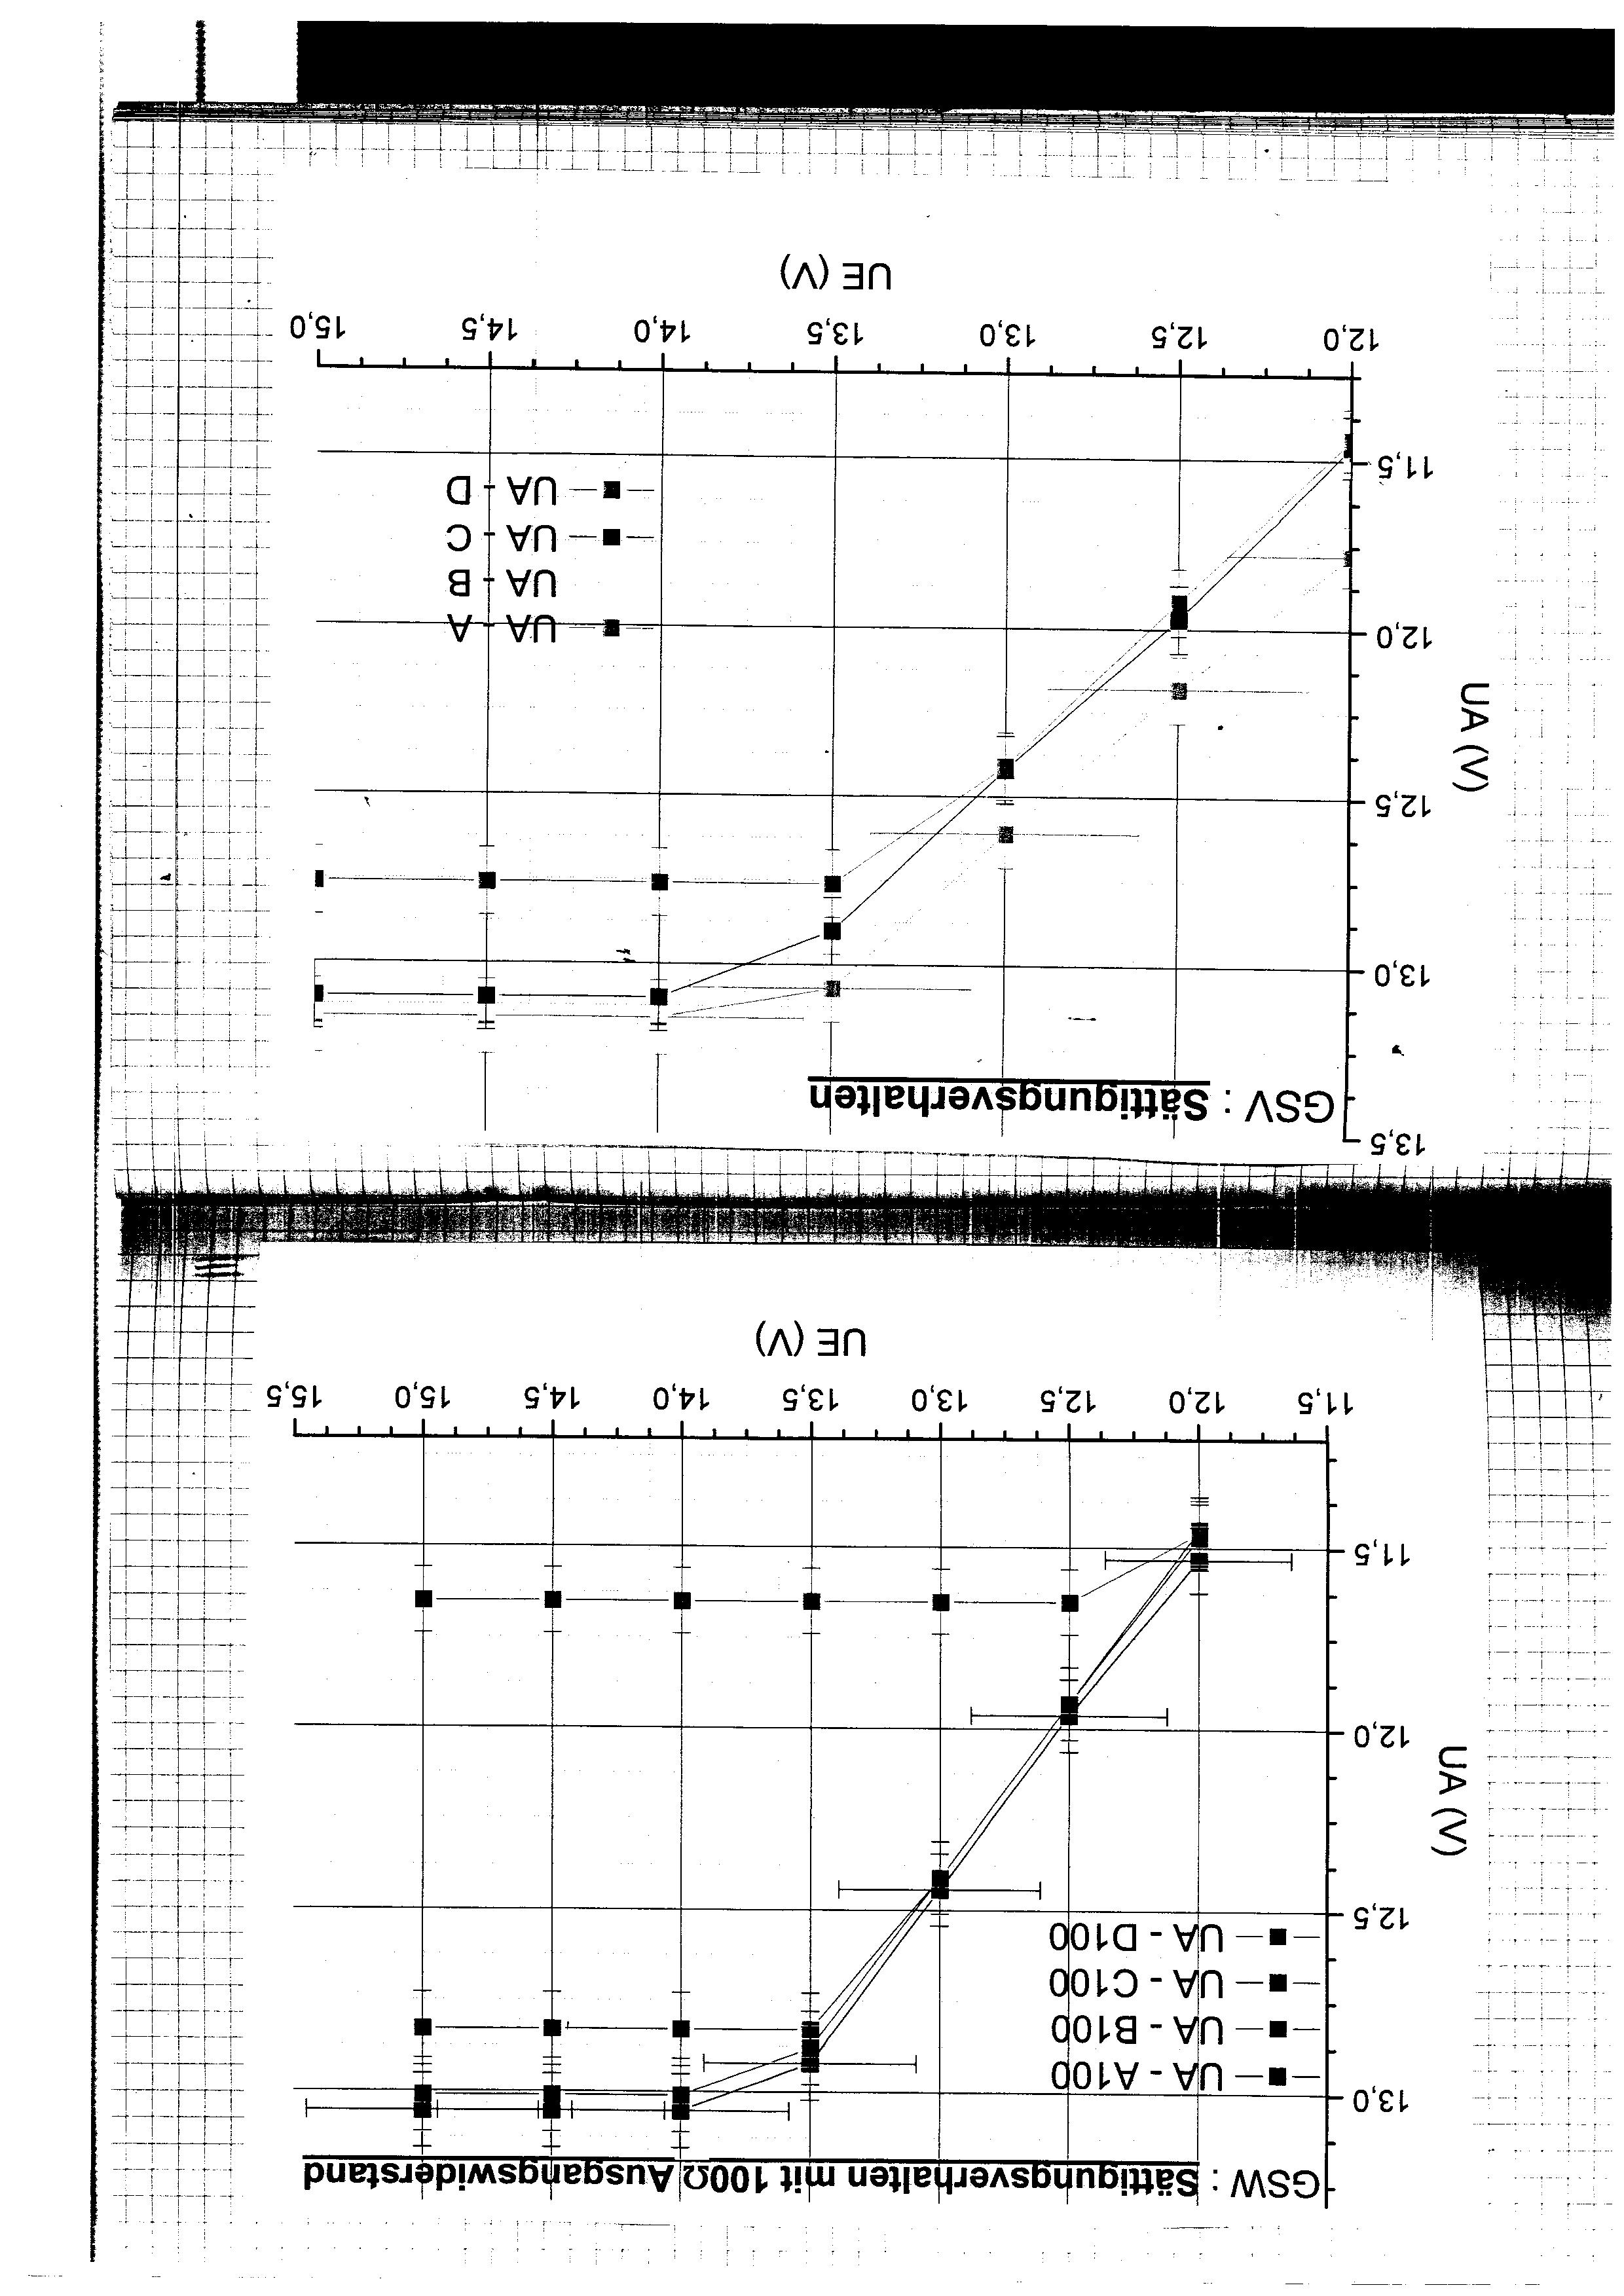 GSW : Sättigungsverhalten mit 100Ω Ausgangswiderstand
UA - A100
UA - B100
UA - C100
UA - D100
UA (V)
13,0
12,5
12,0
11,5
11,5 12,0 12,5 13,0 13,5 14,0 14,5 15,0 15,5
UE (V)
GSV : Sättigungsverhalten
13,5
13,0
12,5
12,0
11,5
UA (V)
UA - A
UA - B
UA - C
UA - D
12,0 12,5 13,0 13,5 14,0 14,5 15,0
UE (V)